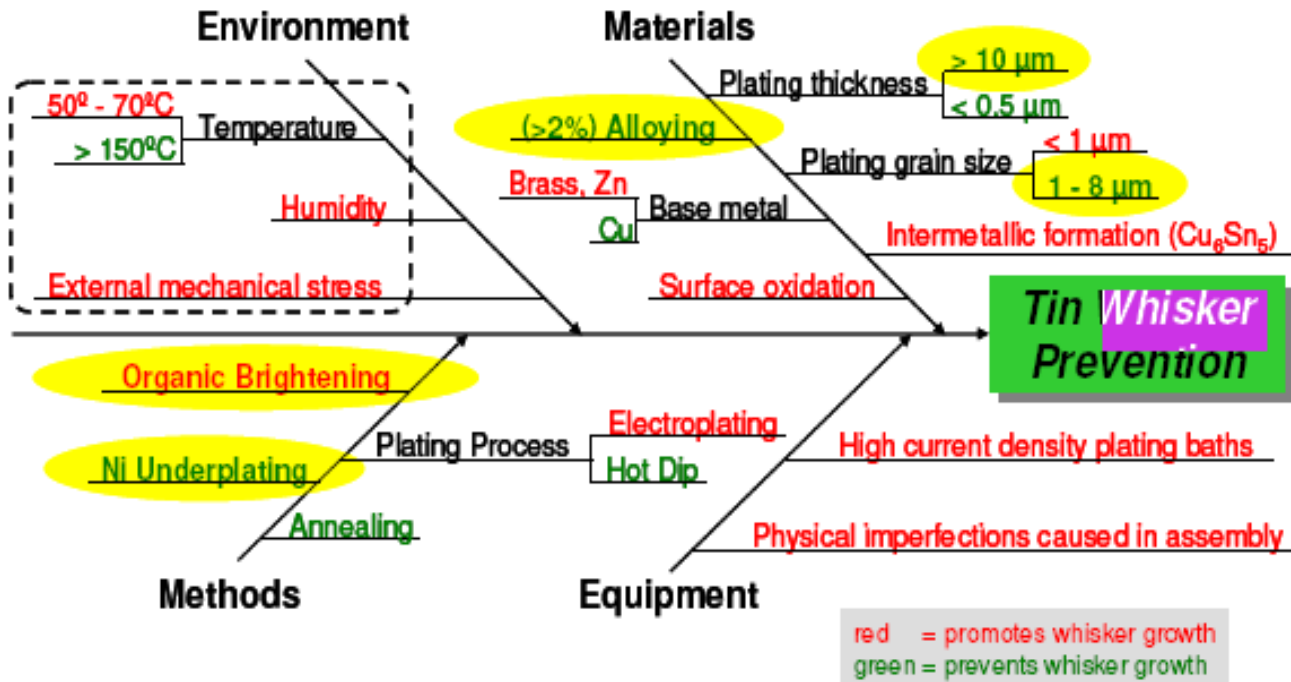 Environment
Materials
> 10 µm
Plating thickness
< 0.5 µm
50º - 70ºC
Temperature
> 150ºC
(>2%) Alloying
< 1 µm
Plating grain size
1 - 8 µm
Brass, Zn
Base metal
Cu
Humidity
Intermetallic formation (Cu₆Sn₅)
External mechanical stress
Surface oxidation
Tin Whisker
Prevention
Organic Brightening
Electroplating
Plating Process
Hot Dip
High current density plating baths
Ni Underplating
Annealing
Physical imperfections caused in assembly
Methods
Equipment
red = promotes whisker growth
green = prevents whisker growth